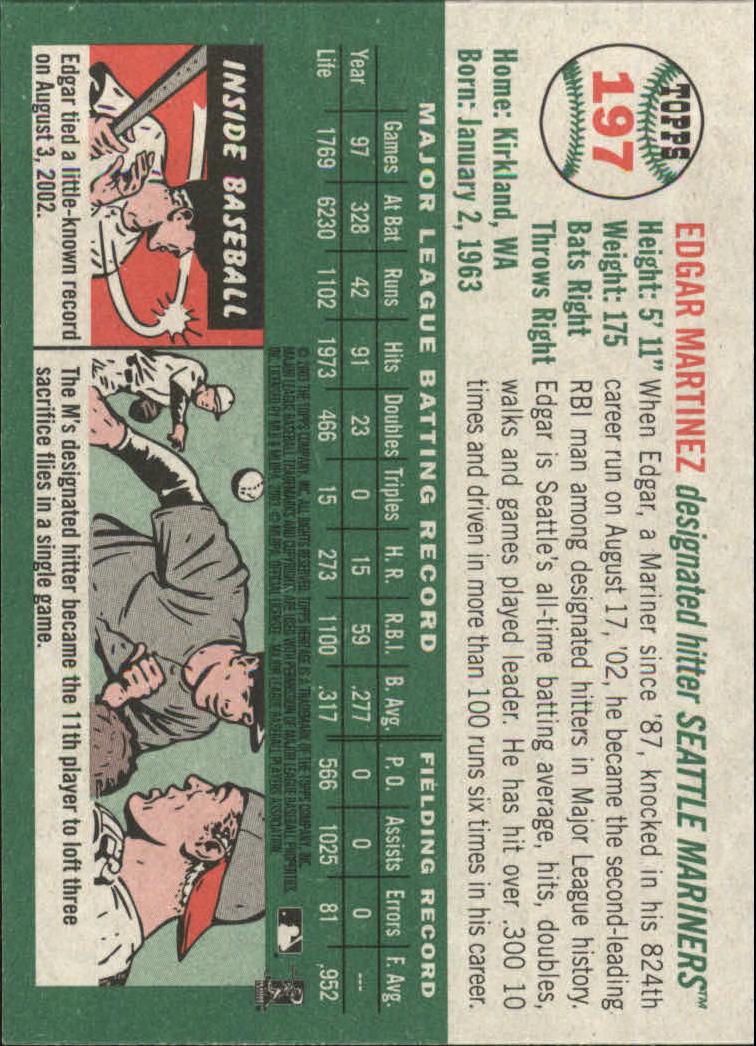 TOPPS
197
EDGAR MARTINEZ designated hitter SEATTLE MARINERS™
Height: 5' 11"
Weight: 175
Bats Right
Throws Right
Home: Kirkland, WA
Born: January 2, 1963
When Edgar, a Mariner since '87, knocked in his 824th
career run on August 17, '02, he became the second-leading
RBI man among designated hitters in Major League history.
Edgar is Seattle's all-time batting average, hits, doubles,
walks and games played leader. He has hit over .300 10
times and driven in more than 100 runs six times in his career.
MAJOR LEAGUE BATTING RECORD FIELDING RECORD
Games At Bat Runs Hits Doubles Triples H. R. R.B.I. B. Avg. P. O. Assists Errors F. Avg.
Year 97 328 42 91 23 0 15 59 .277 0 0 0 ---
Life 1769 6230 1102 1973 466 15 273 1100 .317 566 1025 81 .952
INSIDE BASEBALL
Edgar tied a little-known record
on August 3, 2002.
The M's designated hitter became the 11th player to loft three
sacrifice flies in a single game.